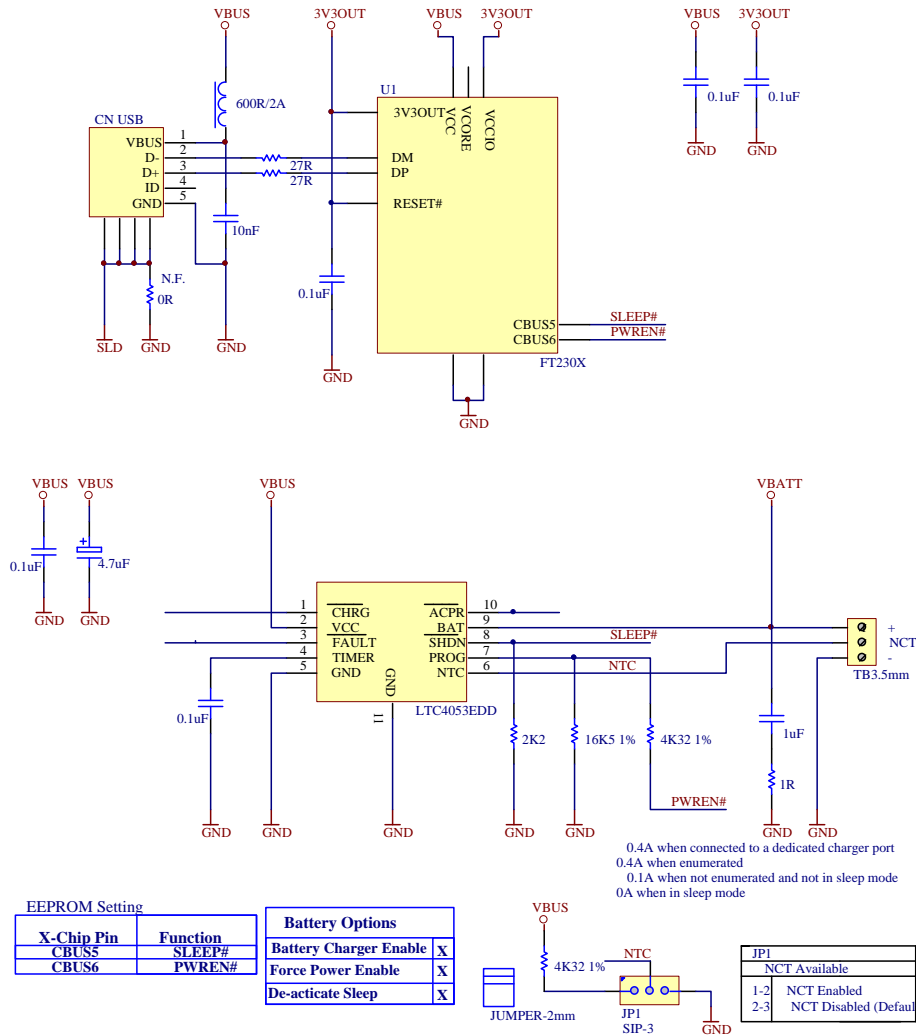 VBUS 3V3OUT VBUS 3V3OUT VBUS 3V3OUT
600R/2A
U1
3V3OUT
VCC
VCORE
VCCIO
0.1uF 0.1uF
GND GND
CN USB
VBUS 1
D- 2
D+ 3
ID 4
GND 5
27R
27R
DM
DP
RESET#
10nF
N.F.
0R
0.1uF
CBUS5 SLEEP#
CBUS6 PWREN#
FT230X
SLD GND GND
GND
GND
VBUS VBUS VBUS VBATT
0.1uF
+
4.7uF
GND GND
1 CHRG
2 VCC
3 FAULT
4 TIMER
5 GND
GND
11
ACPR 10
BAT 9
SHDN 8
PROG 7
NTC 6
LTC4053EDD
SLEEP#
NTC
+
NCT
-
TB3.5mm
0.1uF
2K2
16K5 1%
4K32 1%
1uF
1R
PWREN#
GND GND GND GND GND GND GND
0.4A when connected to a dedicated charger port
0.4A when enumerated
0.1A when not enumerated and not in sleep mode
0A when in sleep mode
EEPROM Setting
X-Chip Pin Function
CBUS5 SLEEP#
CBUS6 PWREN#
Battery Options
Battery Charger Enable X
Force Power Enable X
De-acticate Sleep X
JUMPER-2mm
VBUS
4K32 1%
NTC
JP1
SIP-3
GND
JP1
NCT Available
1-2 NCT Enabled
2-3 NCT Disabled (Defaul